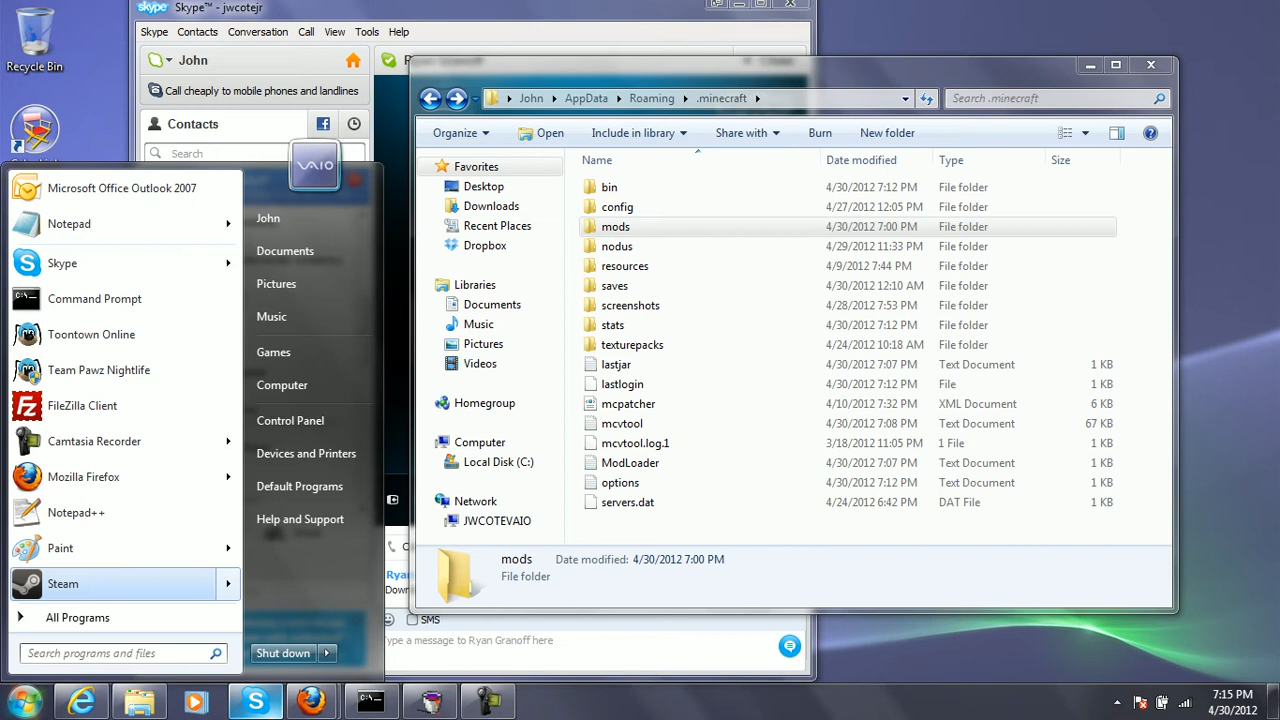 Recycle Bin
Skype™ - jwcotejr
Skype Contacts Conversation Call View Tools Help
John
Call cheaply to mobile phones and landlines
Contacts
Search
VAIO
Microsoft Office Outlook 2007
Notepad
Skype
Command Prompt
Toontown Online
Team Pawz Nightlife
FileZilla Client
Camtasia Recorder
Mozilla Firefox
Notepad++
Paint
Steam
All Programs
Search programs and files
John
Documents
Pictures
Music
Games
Computer
Control Panel
Devices and Printers
Default Programs
Help and Support
Shut down
John AppData Roaming .minecraft
Search .minecraft
Organize Open Include in library Share with Burn New folder
Favorites
Desktop
Downloads
Recent Places
Dropbox
Libraries
Documents
Music
Pictures
Videos
Homegroup
Computer
Local Disk (C:)
Network
JWCOTEVAIO
Name Date modified Type Size
bin 4/30/2012 7:12 PM File folder
config 4/27/2012 12:05 PM File folder
mods 4/30/2012 7:00 PM File folder
nodus 4/29/2012 11:33 PM File folder
resources 4/9/2012 7:44 PM File folder
saves 4/30/2012 12:10 AM File folder
screenshots 4/28/2012 7:53 PM File folder
stats 4/30/2012 7:12 PM File folder
texturepacks 4/24/2012 10:18 AM File folder
lastjar 4/30/2012 7:07 PM Text Document 1 KB
lastlogin 4/30/2012 7:12 PM File 1 KB
mcpatcher 4/10/2012 7:32 PM XML Document 6 KB
mcvtool 4/30/2012 7:08 PM Text Document 67 KB
mcvtool.log.1 3/18/2012 11:05 PM 1 File 1 KB
ModLoader 4/30/2012 7:07 PM Text Document 1 KB
options 4/30/2012 7:12 PM Text Document 1 KB
servers.dat 4/24/2012 6:42 PM DAT File 1 KB
mods Date modified: 4/30/2012 7:00 PM
File folder
SMS
Type a message to Ryan Granoff here
7:15 PM
4/30/2012